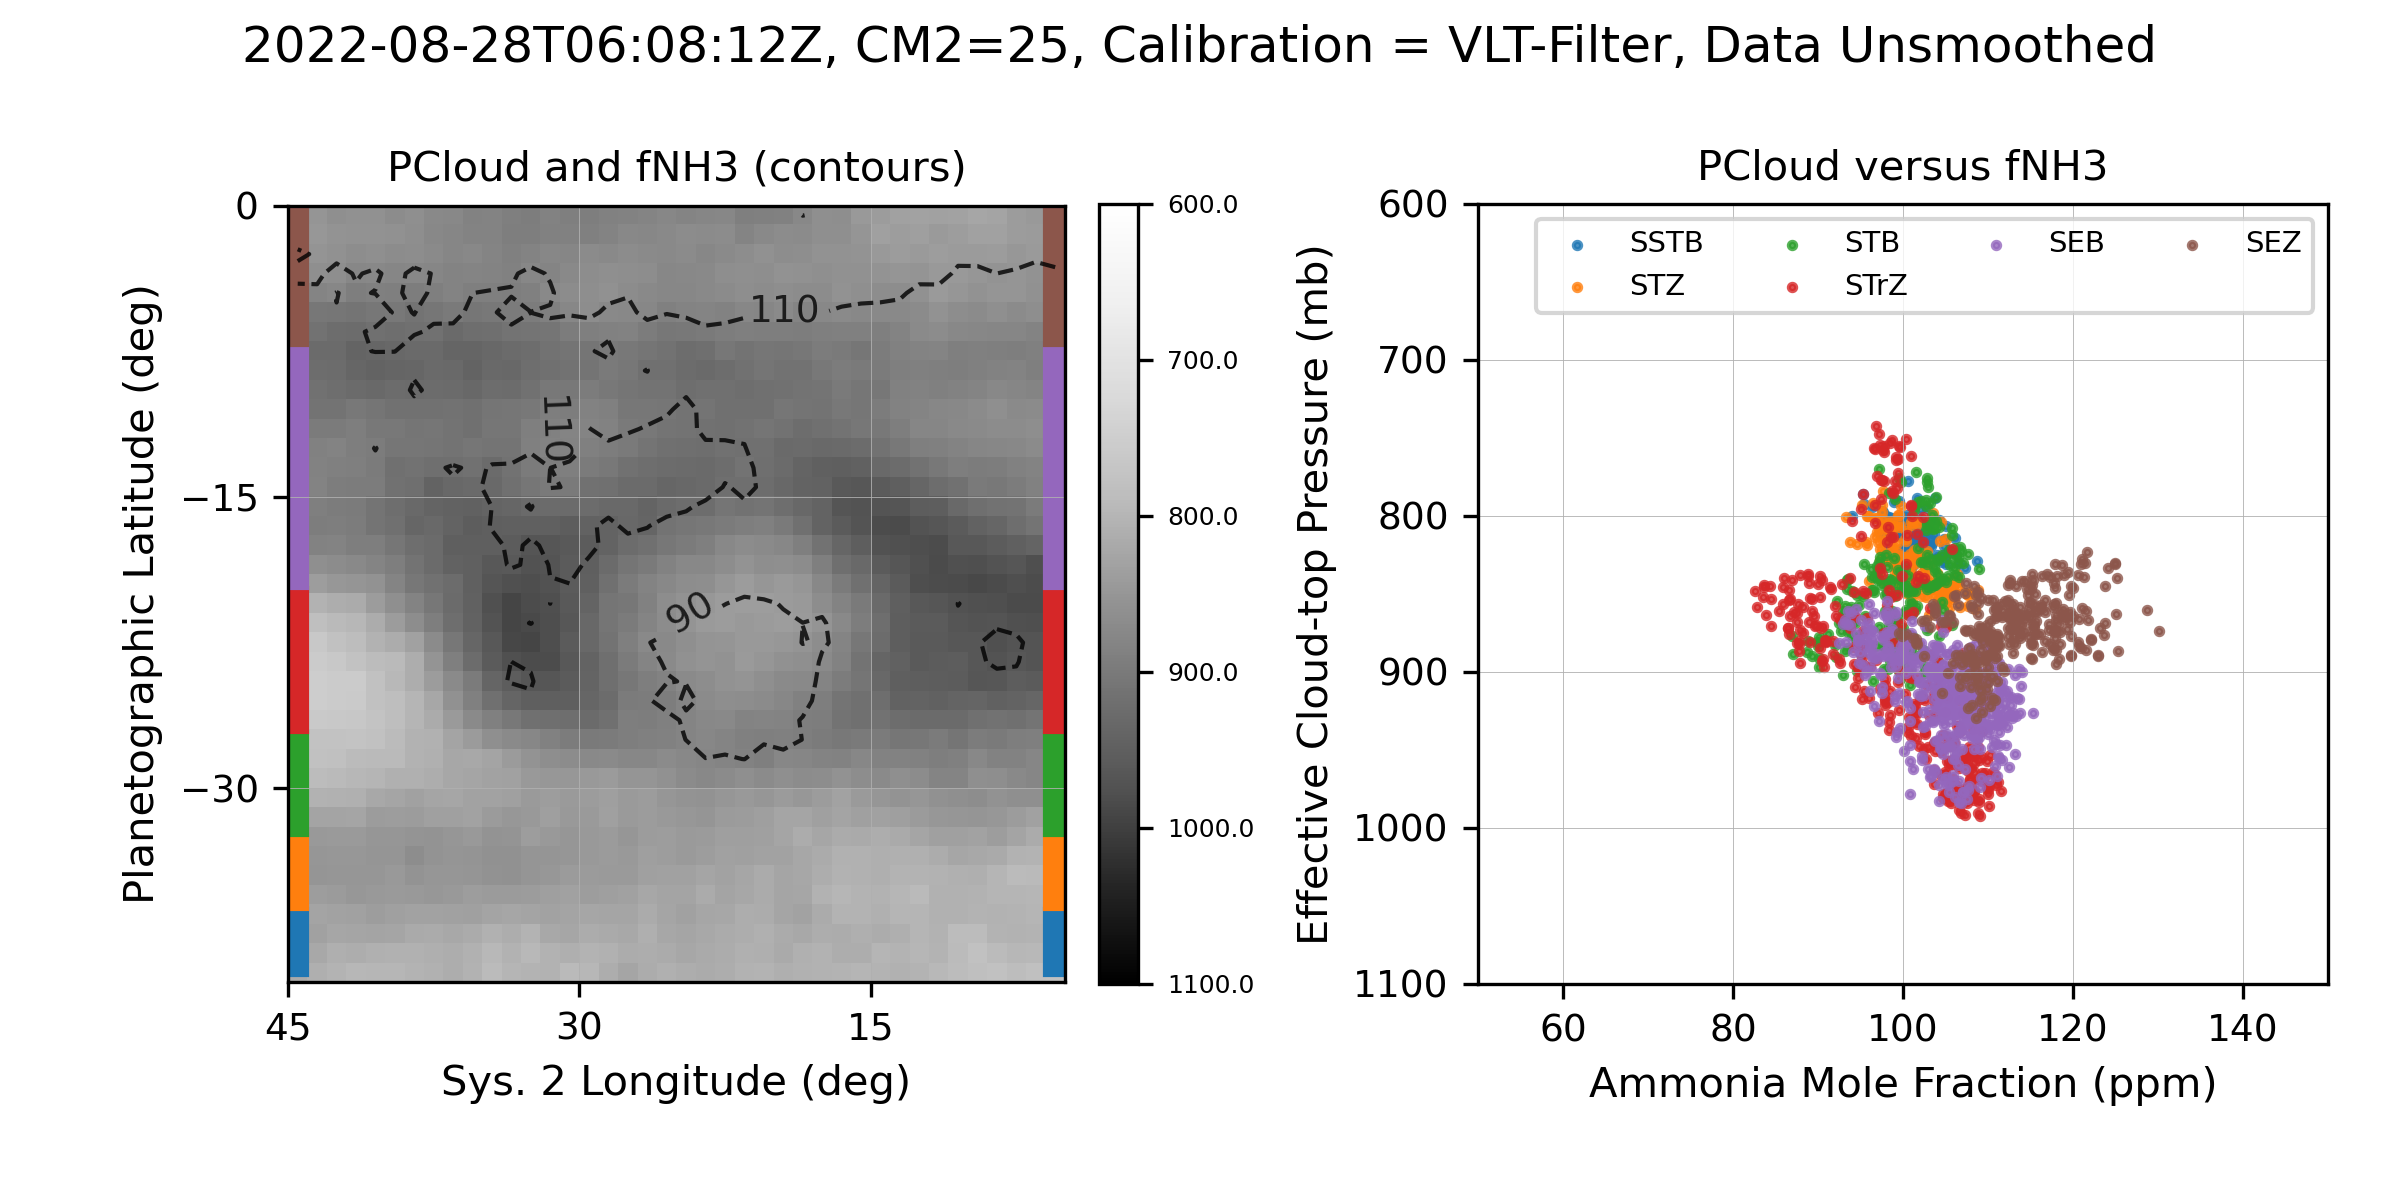 2022-08-28T06:08:12Z, CM2=25, Calibration = VLT-Filter, Data Unsmoothed
PCloud and fNH3 (contours)
Planetographic Latitude (deg)
0
−15
−30
45
30
15
Sys. 2 Longitude (deg)
110
110
90
600.0
700.0
800.0
900.0
1000.0
1100.0
PCloud versus fNH3
Effective Cloud-top Pressure (mb)
600
700
800
900
1000
1100
SSTB STB SEB SEZ
STZ STrZ
60 80 100 120 140
Ammonia Mole Fraction (ppm)